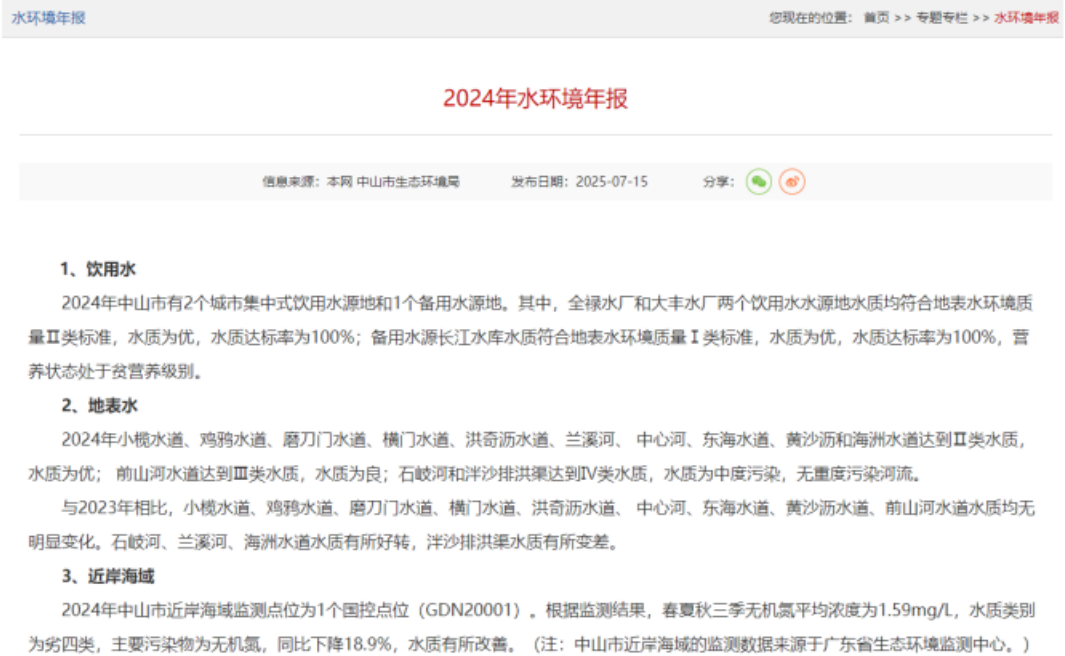 水环境年报
您现在的位置： 首页 >> 专题专栏 >> 水环境年报
2024年水环境年报
信息来源：本网 中山市生态环境局 发布日期：2025-07-15 分享：
1、饮用水
2024年中山市有2个城市集中式饮用水源地和1个备用水源地。其中，全禄水厂和大丰水厂两个饮用水水源地水质均符合地表水环境质
量Ⅱ类标准，水质为优，水质达标率为100%；备用水源长江水库水质符合地表水环境质量Ⅰ类标准，水质为优，水质达标率为100%，营
养状态处于贫营养级别。
2、地表水
2024年小榄水道、鸡鸦水道、磨刀门水道、横门水道、洪奇沥水道、兰溪河、 中心河、东海水道、黄沙沥和海洲水道达到Ⅱ类水质，
水质为优； 前山河水道达到Ⅲ类水质，水质为良；石岐河和泮沙排洪渠达到Ⅳ类水质，水质为中度污染，无重度污染河流。
与2023年相比，小榄水道、鸡鸦水道、磨刀门水道、横门水道、洪奇沥水道、 中心河、东海水道、黄沙沥水道、前山河水道水质均无
明显变化。石岐河、兰溪河、海洲水道水质有所好转，泮沙排洪渠水质有所变差。
3、近岸海域
2024年中山市近岸海域监测点位为1个国控点位（GDN20001）。根据监测结果，春夏秋三季无机氮平均浓度为1.59mg/L，水质类别
为劣四类，主要污染物为无机氮，同比下降18.9%，水质有所改善。（注：中山市近岸海域的监测数据来源于广东省生态环境监测中心。）